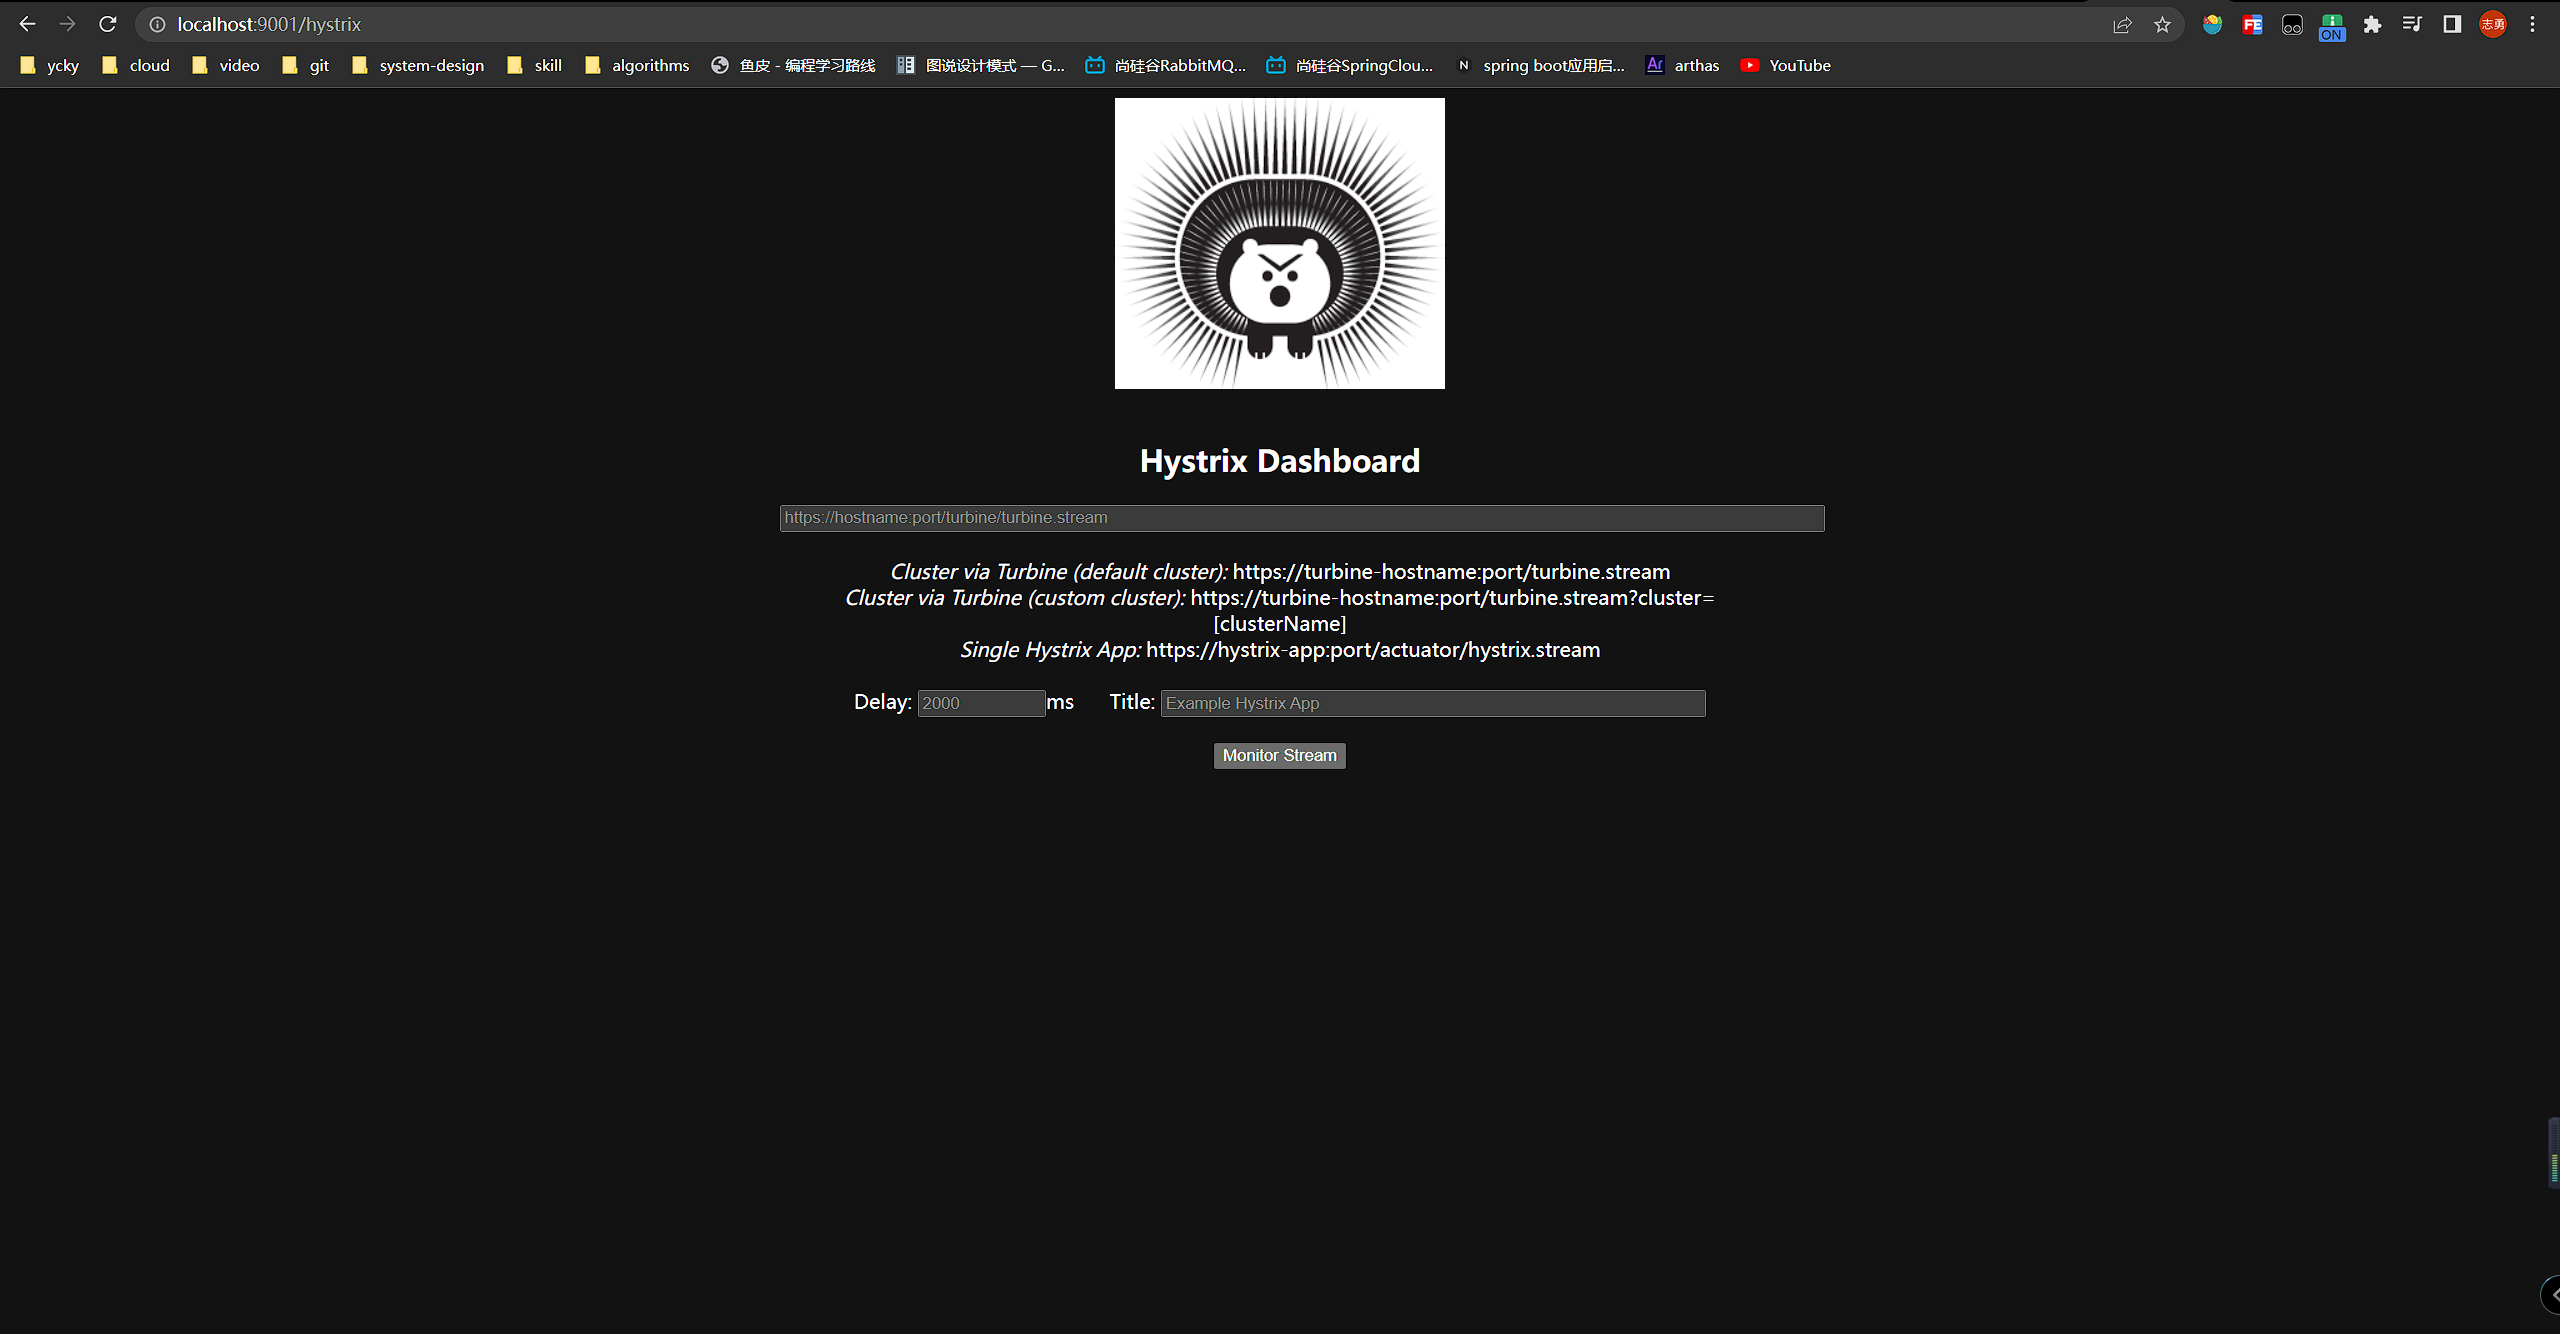 localhost:9001/hystrix
FE
ON
志勇
ycky cloud video git system-design skill algorithms 鱼皮 - 编程学习路线 图说设计模式 — G... 尚硅谷RabbitMQ... 尚硅谷SpringClou... N spring boot应用启... Ar arthas YouTube
Hystrix Dashboard
https://hostname:port/turbine/turbine.stream
Cluster via Turbine (default cluster): https://turbine-hostname:port/turbine.stream
Cluster via Turbine (custom cluster): https://turbine-hostname:port/turbine.stream?cluster=
[clusterName]
Single Hystrix App: https://hystrix-app:port/actuator/hystrix.stream
Delay: 2000 ms Title: Example Hystrix App
Monitor Stream